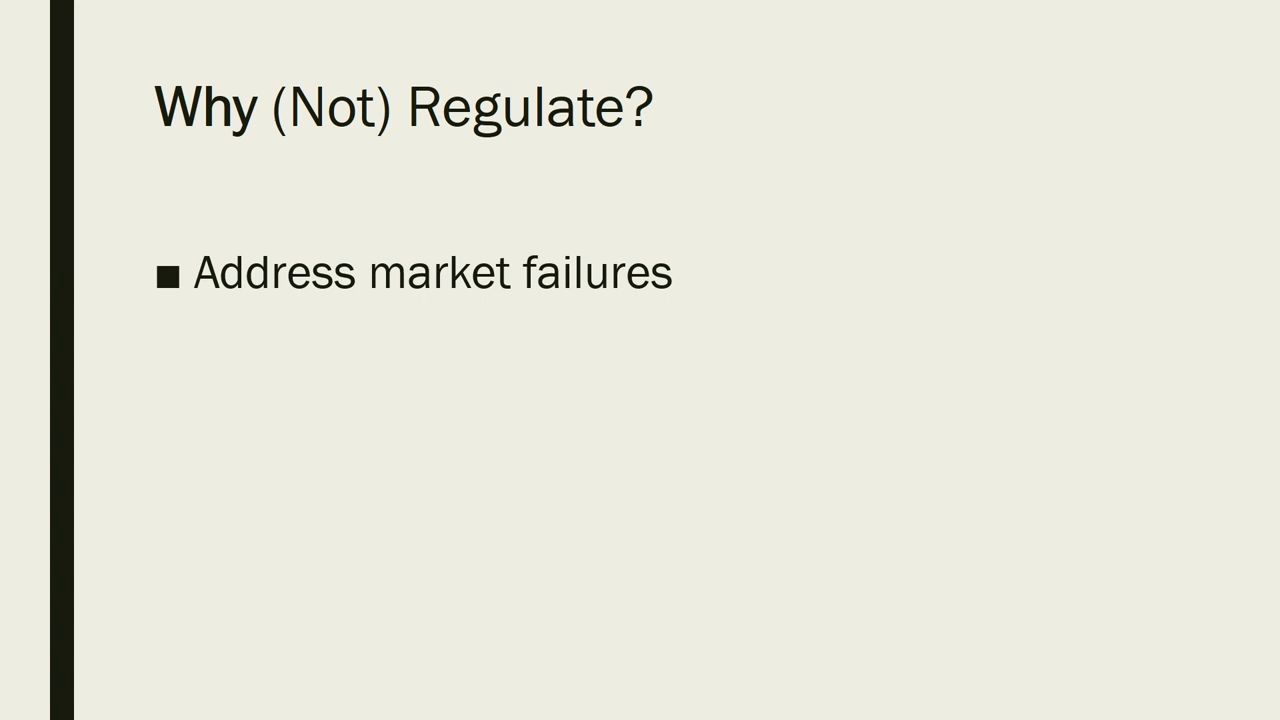 Why (Not) Regulate?
■ Address market failures